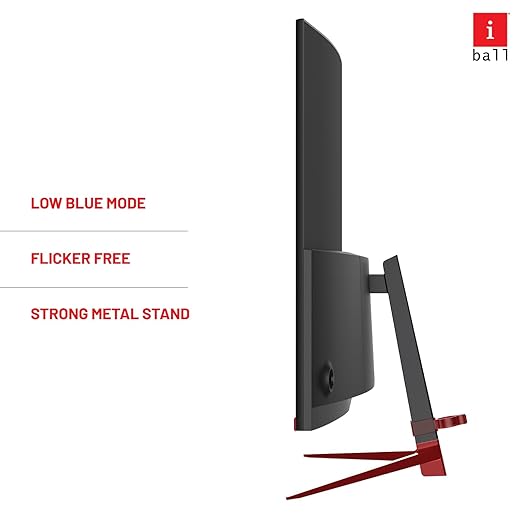 i
ball
LOW BLUE MODE
FLICKER FREE
STRONG METAL STAND